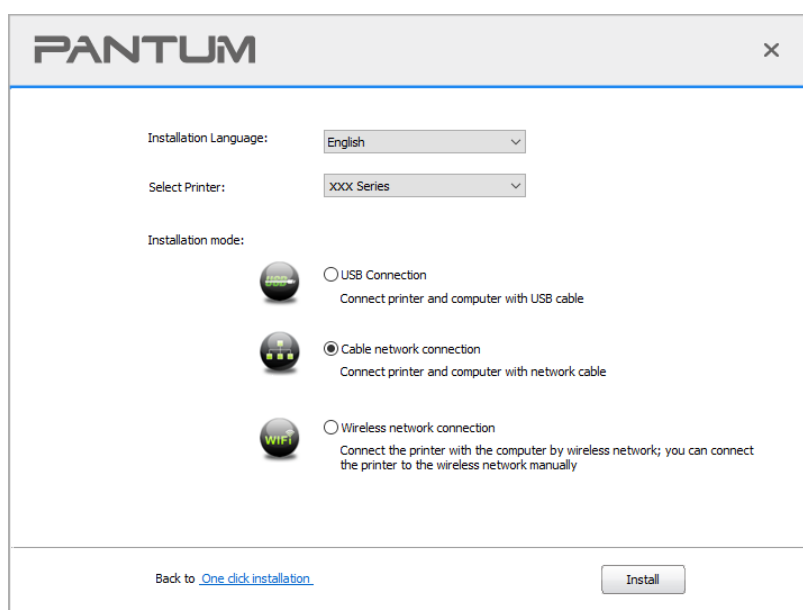 PANTUM
Installation Language:
English
Select Printer:
XXX Series
Installation mode:
USB
USB Connection
Connect printer and computer with USB cable
Cable network connection
Connect printer and computer with network cable
WiFi
Wireless network connection
Connect the printer with the computer by wireless network; you can connect
the printer to the wireless network manually
Back to One click installation
Install